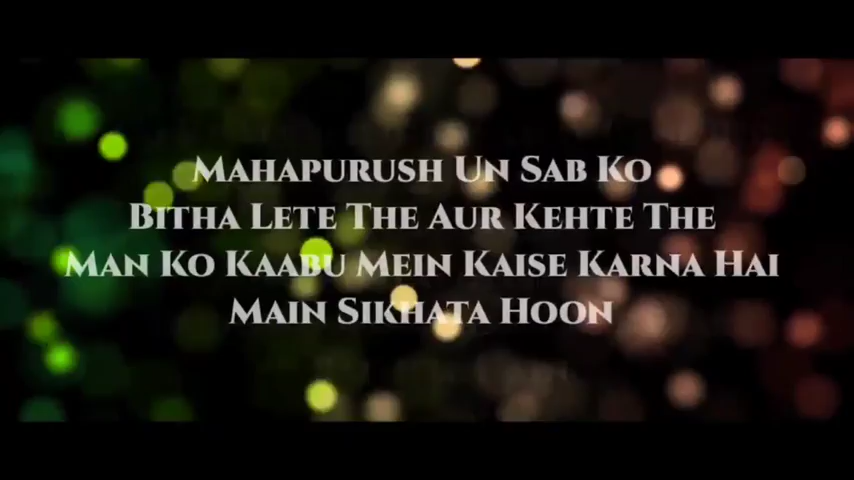 Mahapurush Un Sab Ko
Bitha Lete The Aur Kehte The
Man Ko Kaabu Mein Kaise Karna Hai
Main Sikhata Hoon